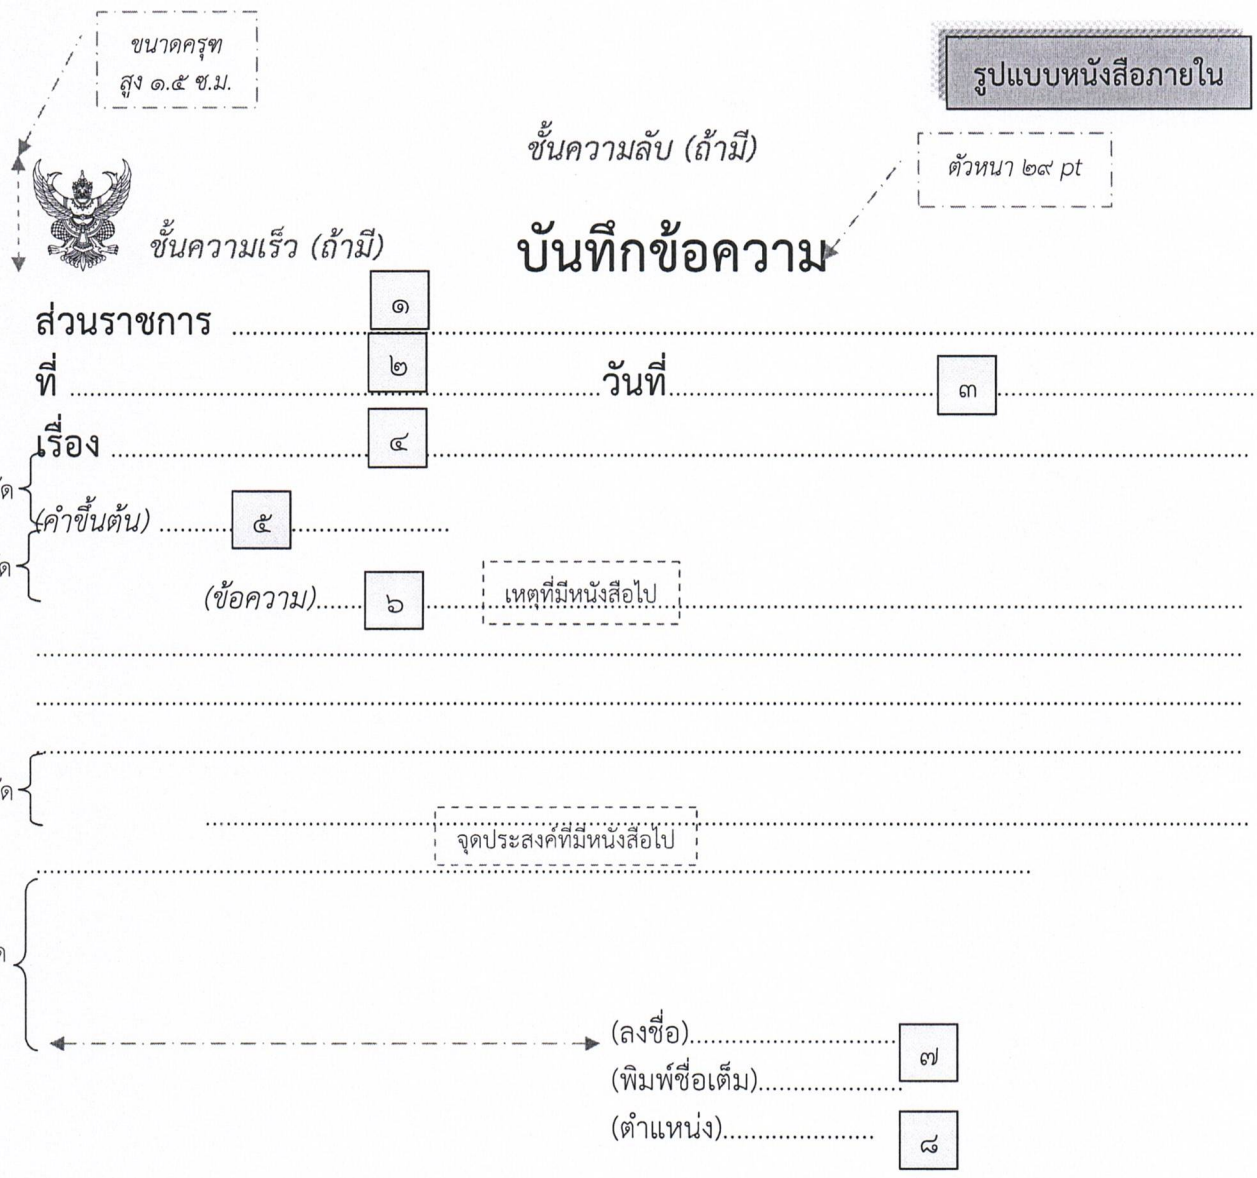 ขนาดครุฑ
สูง ๑.๕ ซ.ม.
รูปแบบหนังสือภายใน
ชั้นความลับ (ถ้ามี)
ตัวหนา ๒๙ pt
ชั้นความเร็ว (ถ้ามี)
บันทึกข้อความ
ส่วนราชการ ๑
ที่ ๒ วันที่ ๓
เรื่อง ๔
(คำขึ้นต้น) ๕
(ข้อความ) ๖ เหตุที่มีหนังสือไป
จุดประสงค์ที่มีหนังสือไป
(ลงชื่อ) ๗
(พิมพ์ชื่อเต็ม)
(ตำแหน่ง) ๘